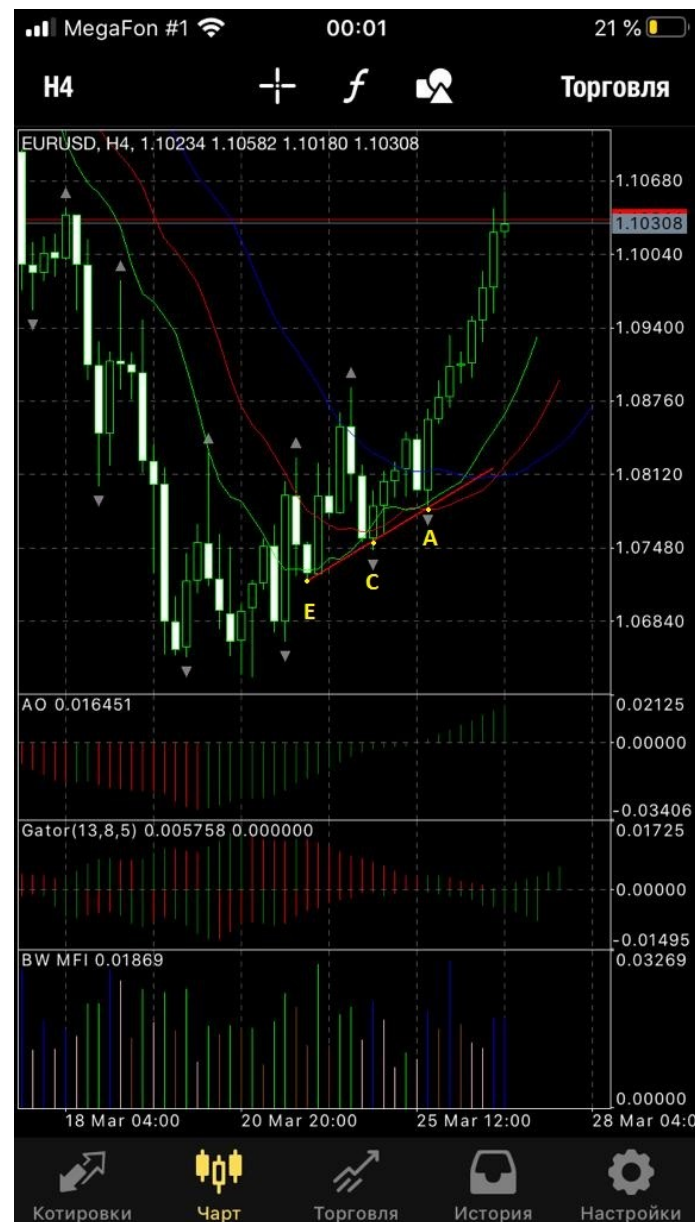 MegaFon #1 00:01 21 %
H4 f Торговля
EURUSD, H4, 1.10234 1.10582 1.10180 1.10308
1.10680
1.10308
1.10040
1.09400
1.08760
1.08120
1.07480
1.06840
A
C
E
AO 0.016451
0.02125
0.00000
-0.03406
Gator(13,8,5) 0.005758 0.000000
0.01725
0.00000
-0.01495
BW MFI 0.01869
0.03269
0.00000
18 Mar 04:00 20 Mar 20:00 25 Mar 12:00 28 Mar 04:0
Котировки Чарт Торговля История Настройки